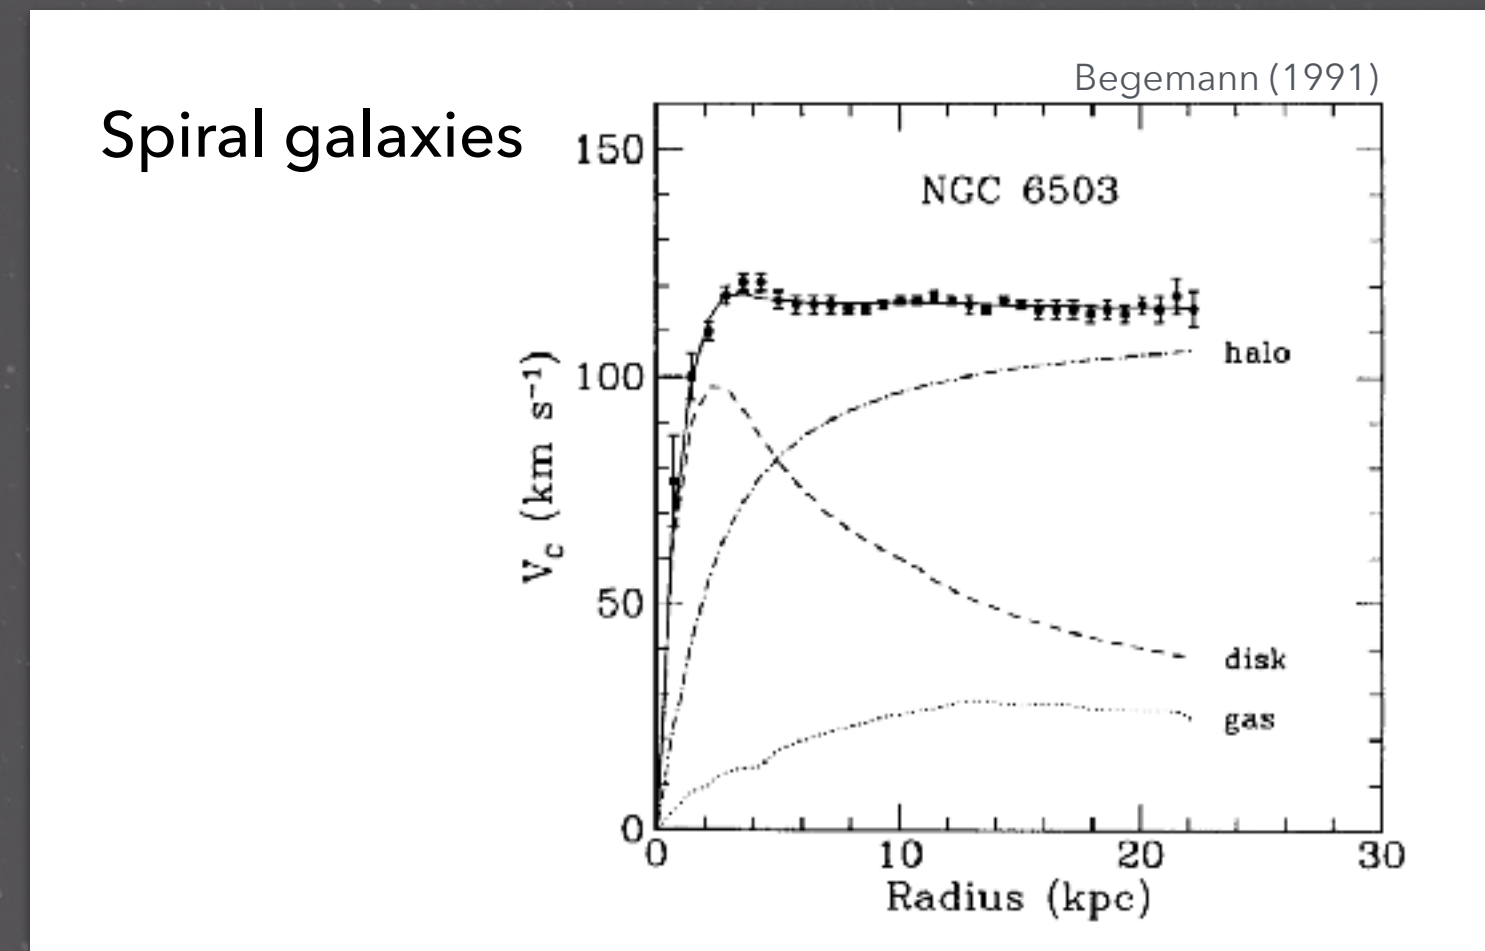 Begemann (1991)
Spiral galaxies
150
NGC 6503
100
halo
V_c (km s⁻¹)
50
disk
gas
0
0 10 20 30
Radius (kpc)